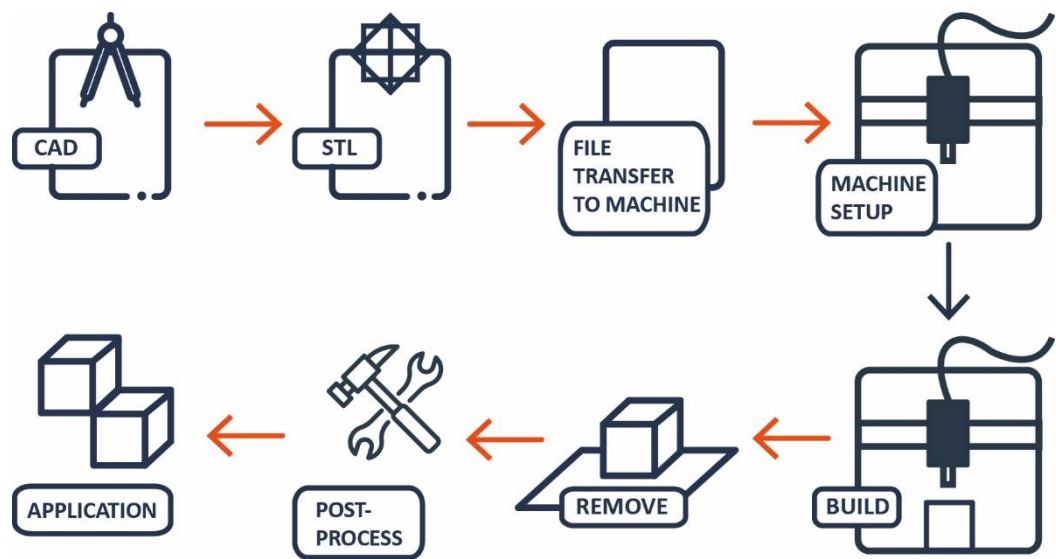 CAD
STL
FILE
TRANSFER
TO MACHINE
MACHINE
SETUP
BUILD
REMOVE
POST-
PROCESS
APPLICATION